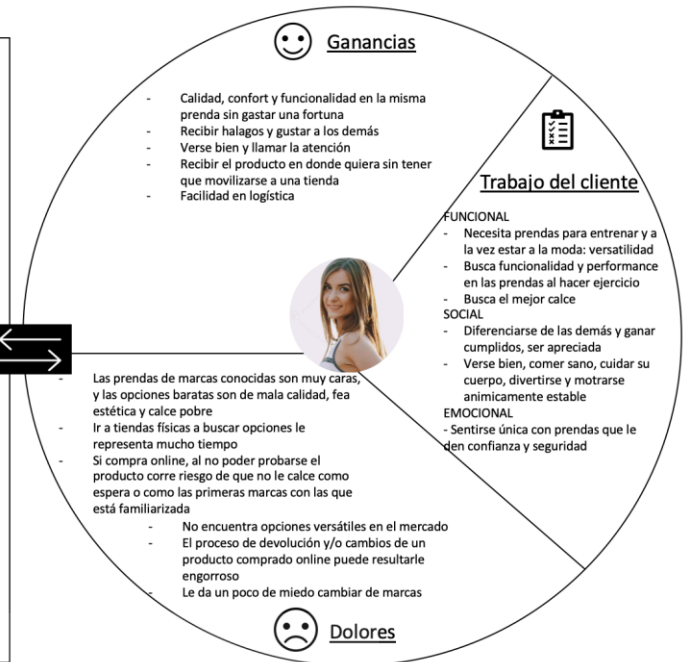 Ganancias
- Calidad, confort y funcionalidad en la misma
prenda sin gastar una fortuna
- Recibir halagos y gustar a los demás
- Verse bien y llamar la atención
- Recibir el producto en donde quiera sin tener
que movilizarse a una tienda
- Facilidad en logística
Trabajo del cliente
FUNCIONAL
- Necesita prendas para entrenar y a
la vez estar a la moda: versatilidad
- Busca funcionalidad y performance
en las prendas al hacer ejercicio
- Busca el mejor calce
SOCIAL
- Diferenciarse de las demás y ganar
cumplidos, ser apreciada
- Verse bien, comer sano, cuidar su
cuerpo, divertirse y motrarse
animicamente estable
EMOCIONAL
- Sentirse única con prendas que le
den confianza y seguridad
- Las prendas de marcas conocidas son muy caras,
y las opciones baratas son de mala calidad, fea
estética y calce pobre
- Ir a tiendas físicas a buscar opciones le
representa mucho tiempo
- Si compra online, al no poder probarse el
producto corre riesgo de que no le calce como
espera o como las primeras marcas con las que
está familiarizada
- No encuentra opciones versátiles en el mercado
- El proceso de devolución y/o cambios de un
producto comprado online puede resultarle
engorroso
- Le da un poco de miedo cambiar de marcas
Dolores